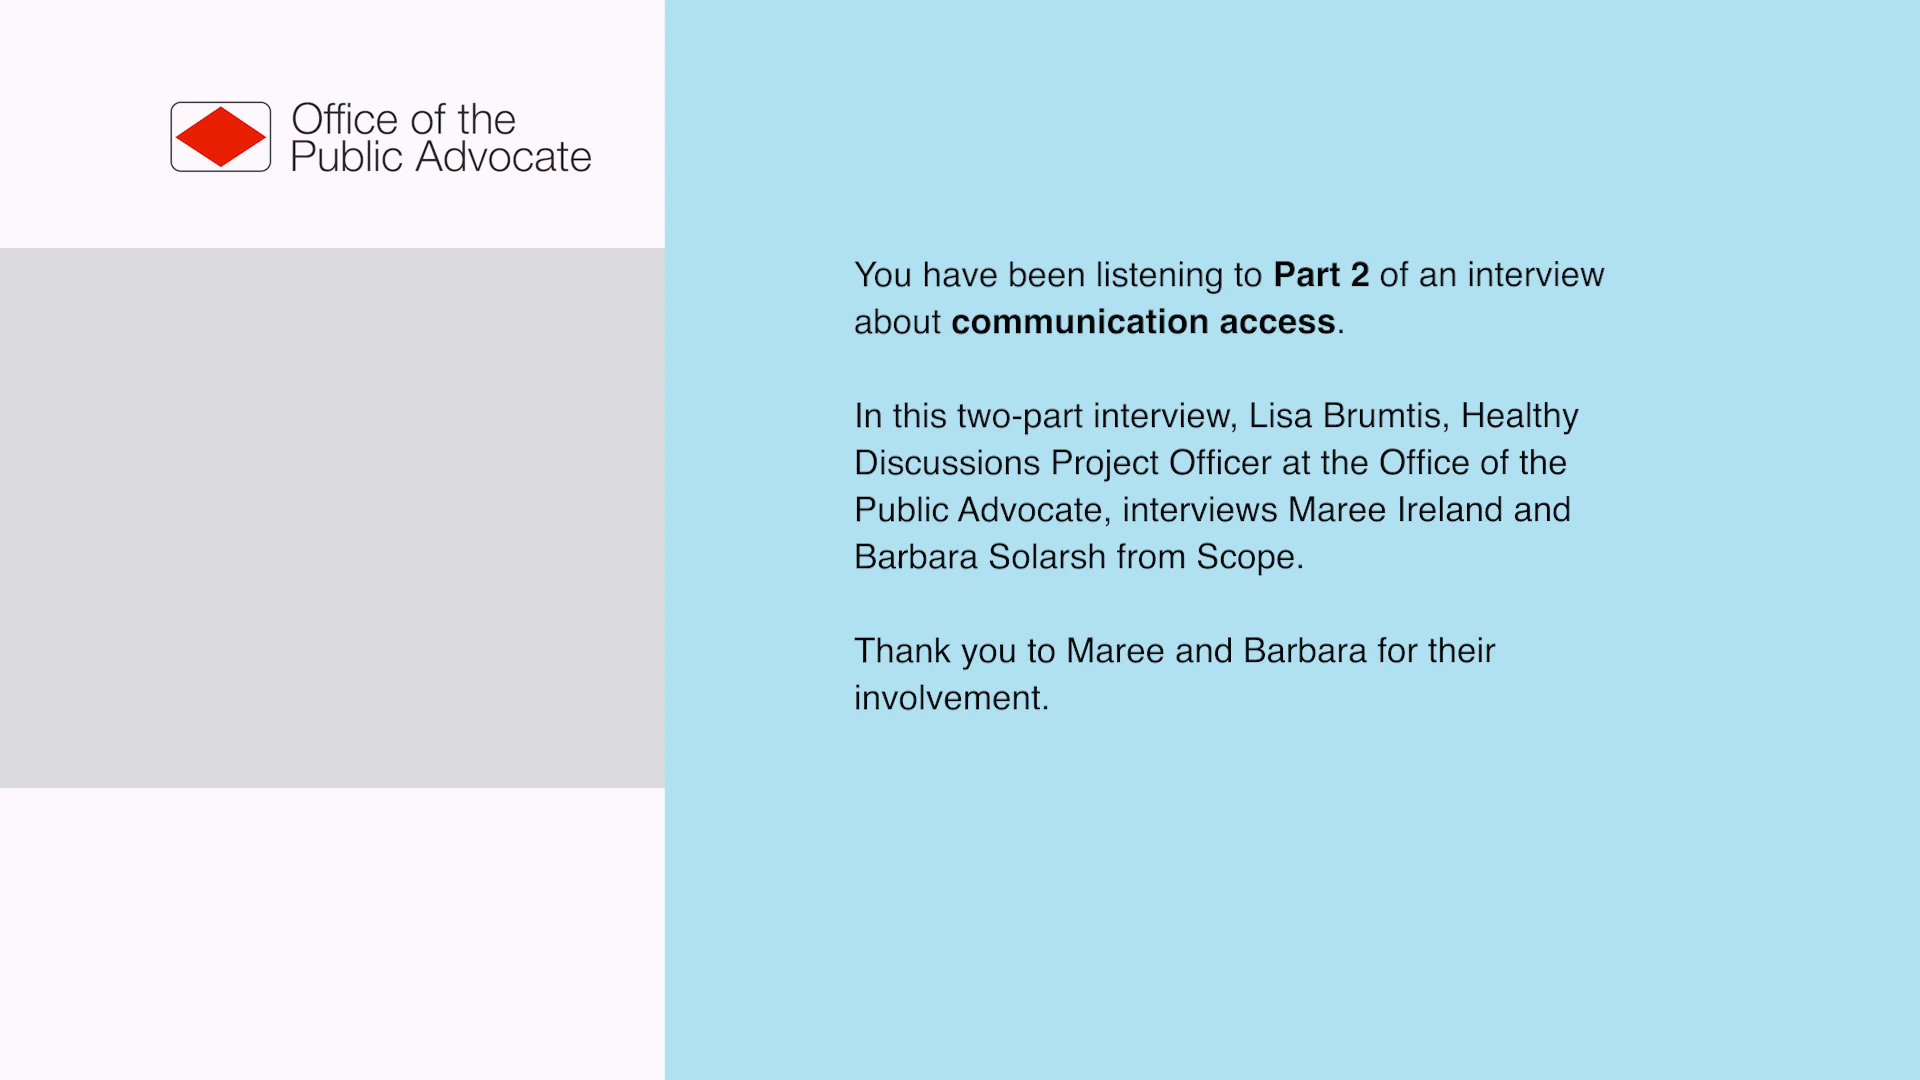 Office of the
Public Advocate
You have been listening to Part 2 of an interview
about communication access.
In this two-part interview, Lisa Brumtis, Healthy
Discussions Project Officer at the Office of the
Public Advocate, interviews Maree Ireland and
Barbara Solarsh from Scope.
Thank you to Maree and Barbara for their
involvement.